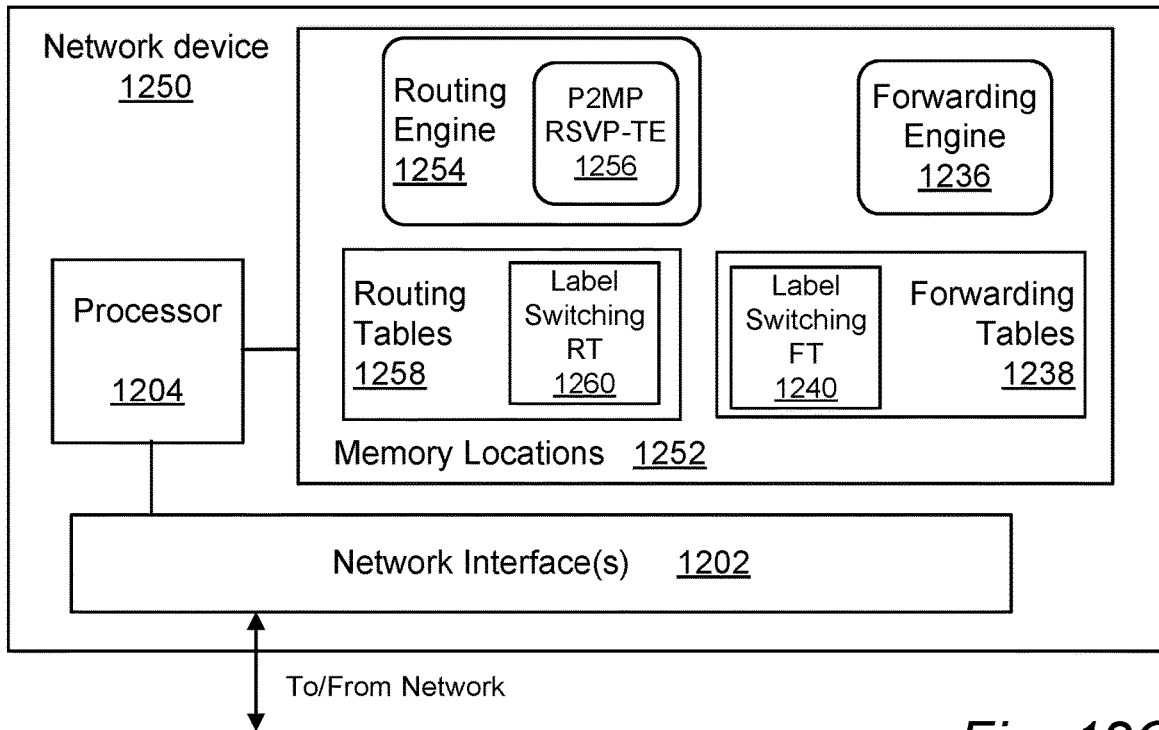 Network device
1250
Routing
Engine
1254
P2MP
RSVP-TE
1256
Forwarding
Engine
1236
Processor
1204
Routing
Tables
1258
Label
Switching
RT
1260
Label
Switching
FT
1240
Forwarding
Tables
1238
Memory Locations 1252
Network Interface(s) 1202
To/From Network